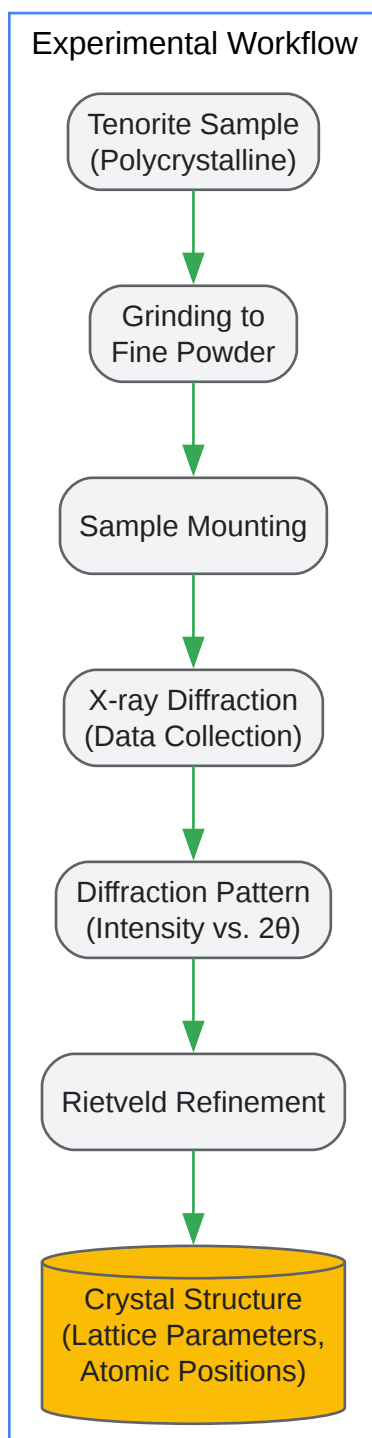 Experimental Workflow
Tenorite Sample
(Polycrystalline)
Grinding to
Fine Powder
Sample Mounting
X-ray Diffraction
(Data Collection)
Diffraction Pattern
(Intensity vs. 2θ)
Rietveld Refinement
Crystal Structure
(Lattice Parameters,
Atomic Positions)